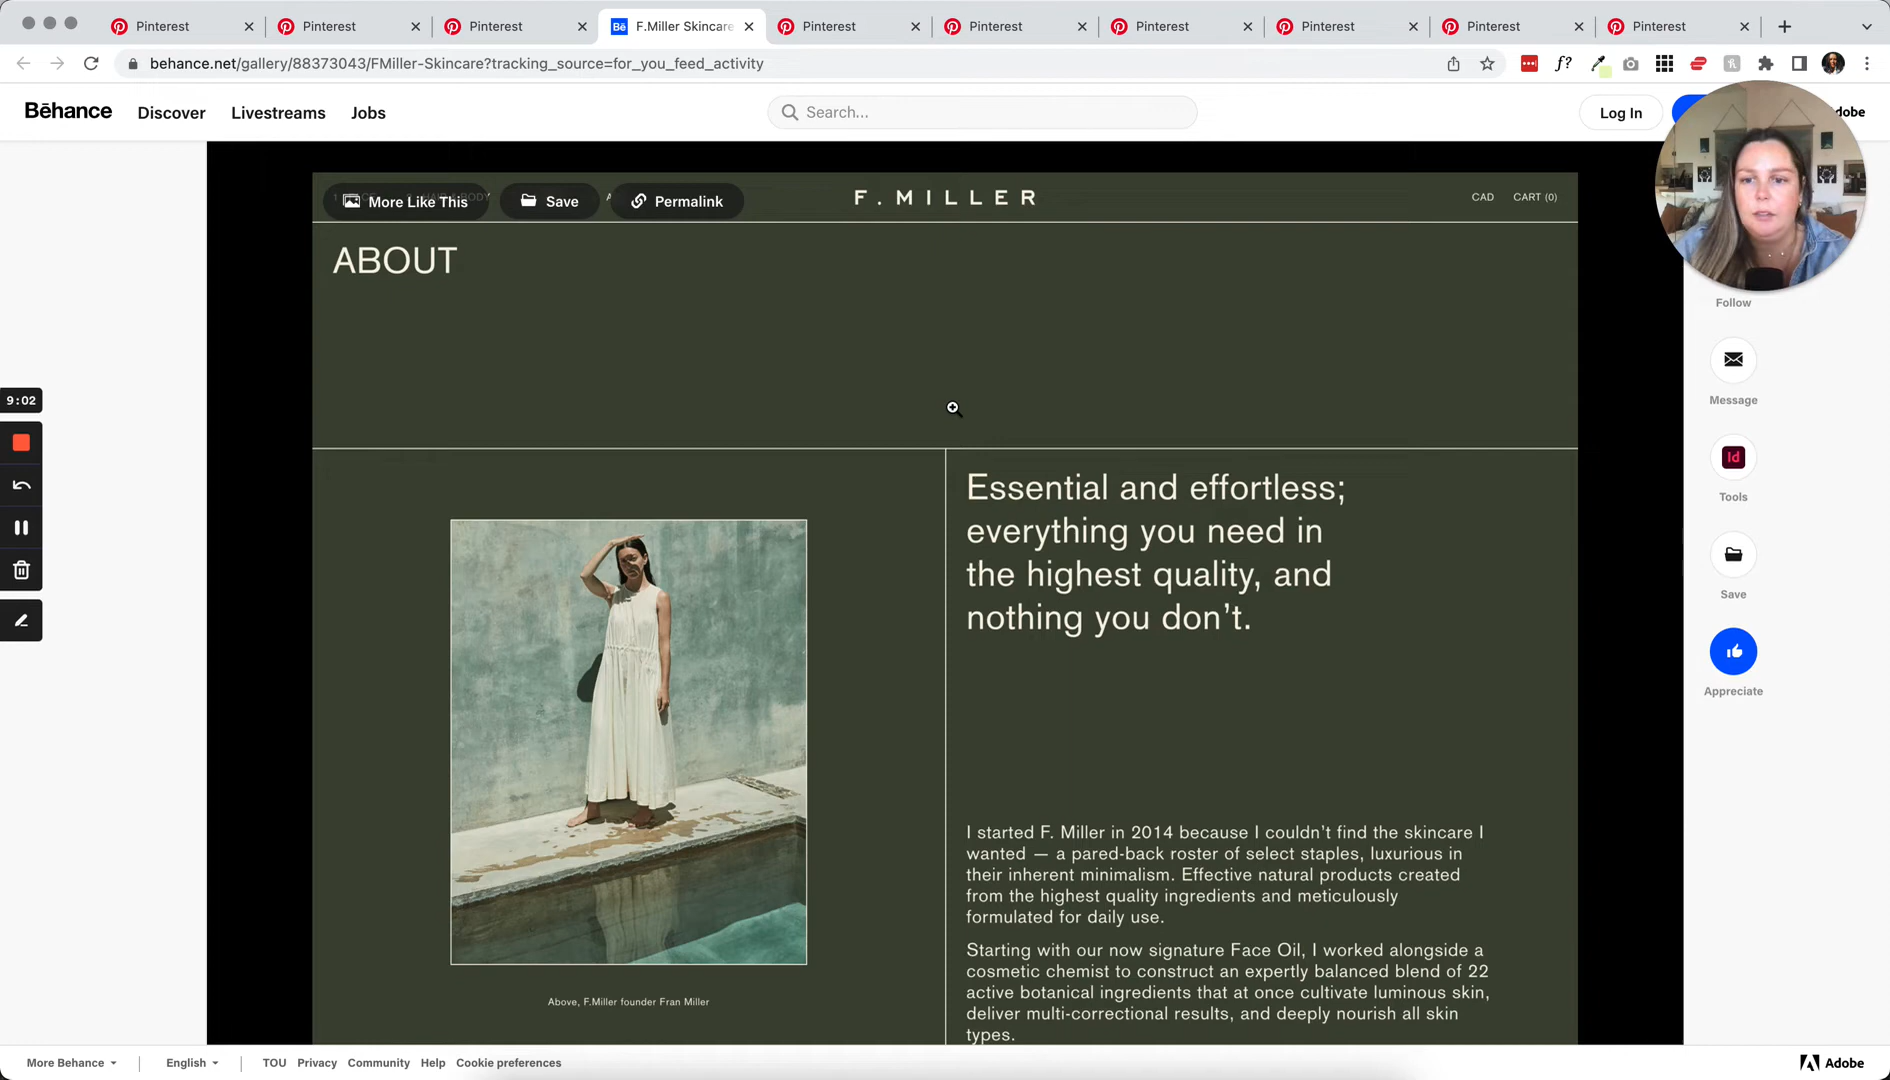 Pinterest
Pinterest
Pinterest
Bē
F.Miller Skincare
Pinterest
Pinterest
Pinterest
Pinterest
Pinterest
Pinterest
behance.net/gallery/88373043/FMiller-Skincare?tracking_source=for_you_feed_activity
f?
Bēhance
Discover
Livestreams
Jobs
Search...
Log In
More Like This
Save
Permalink
F.MILLER
CAD
CART (0)
ABOUT
Follow
Message
Id
Tools
Save
Appreciate
9:02
Essential and effortless;
everything you need in
the highest quality, and
nothing you don't.
I started F. Miller in 2014 because I couldn't find the skincare I
wanted — a pared-back roster of select staples, luxurious in
their inherent minimalism. Effective natural products created
from the highest quality ingredients and meticulously
formulated for daily use.
Starting with our now signature Face Oil, I worked alongside a
cosmetic chemist to construct an expertly balanced blend of 22
active botanical ingredients that at once cultivate luminous skin,
deliver multi-correctional results, and deeply nourish all skin
types.
Above, F.Miller founder Fran Miller
More Behance
English
TOU
Privacy
Community
Help
Cookie preferences
Adobe